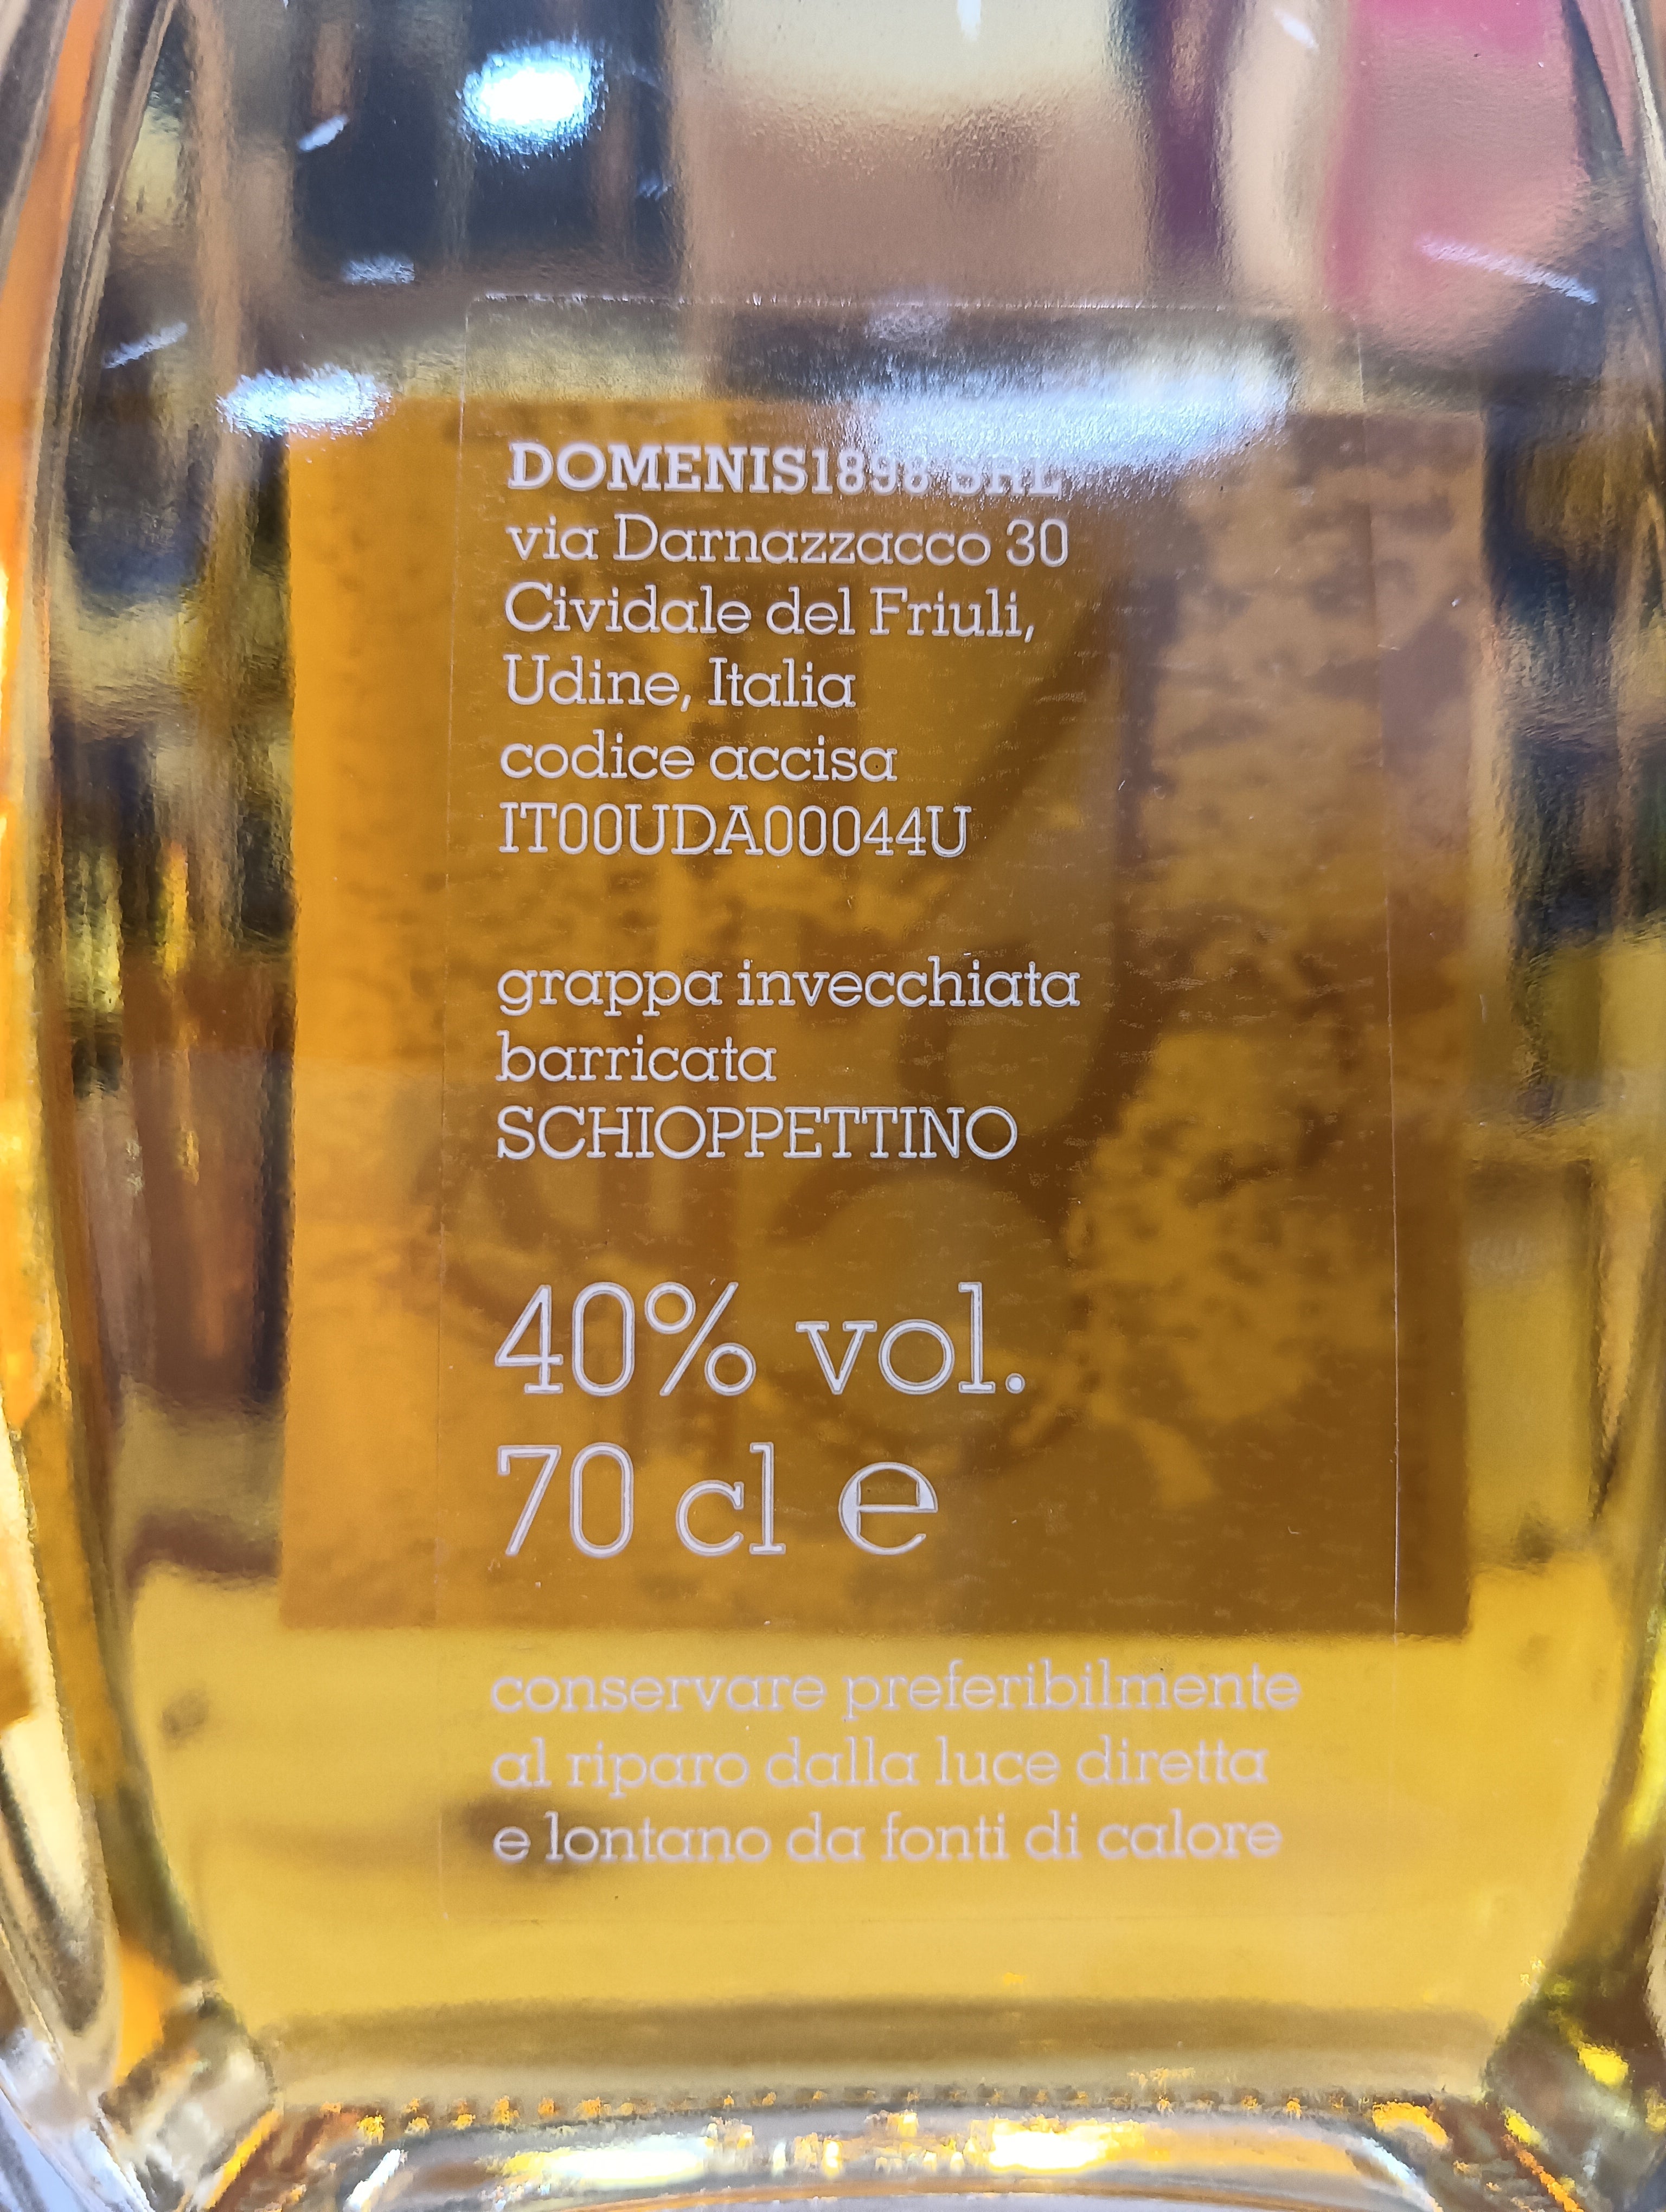 DOMENIS1898 SRL
via Darnazzacco 30
Cividale del Friuli,
Udine, Italia
codice accisa
IT00UDA00044U
grappa invecchiata
barricata
SCHIOPPETTINO
40% vol.
70 cl e
conservare preferibilmente
al riparo dalla luce diretta
e lontano da fonti di calore